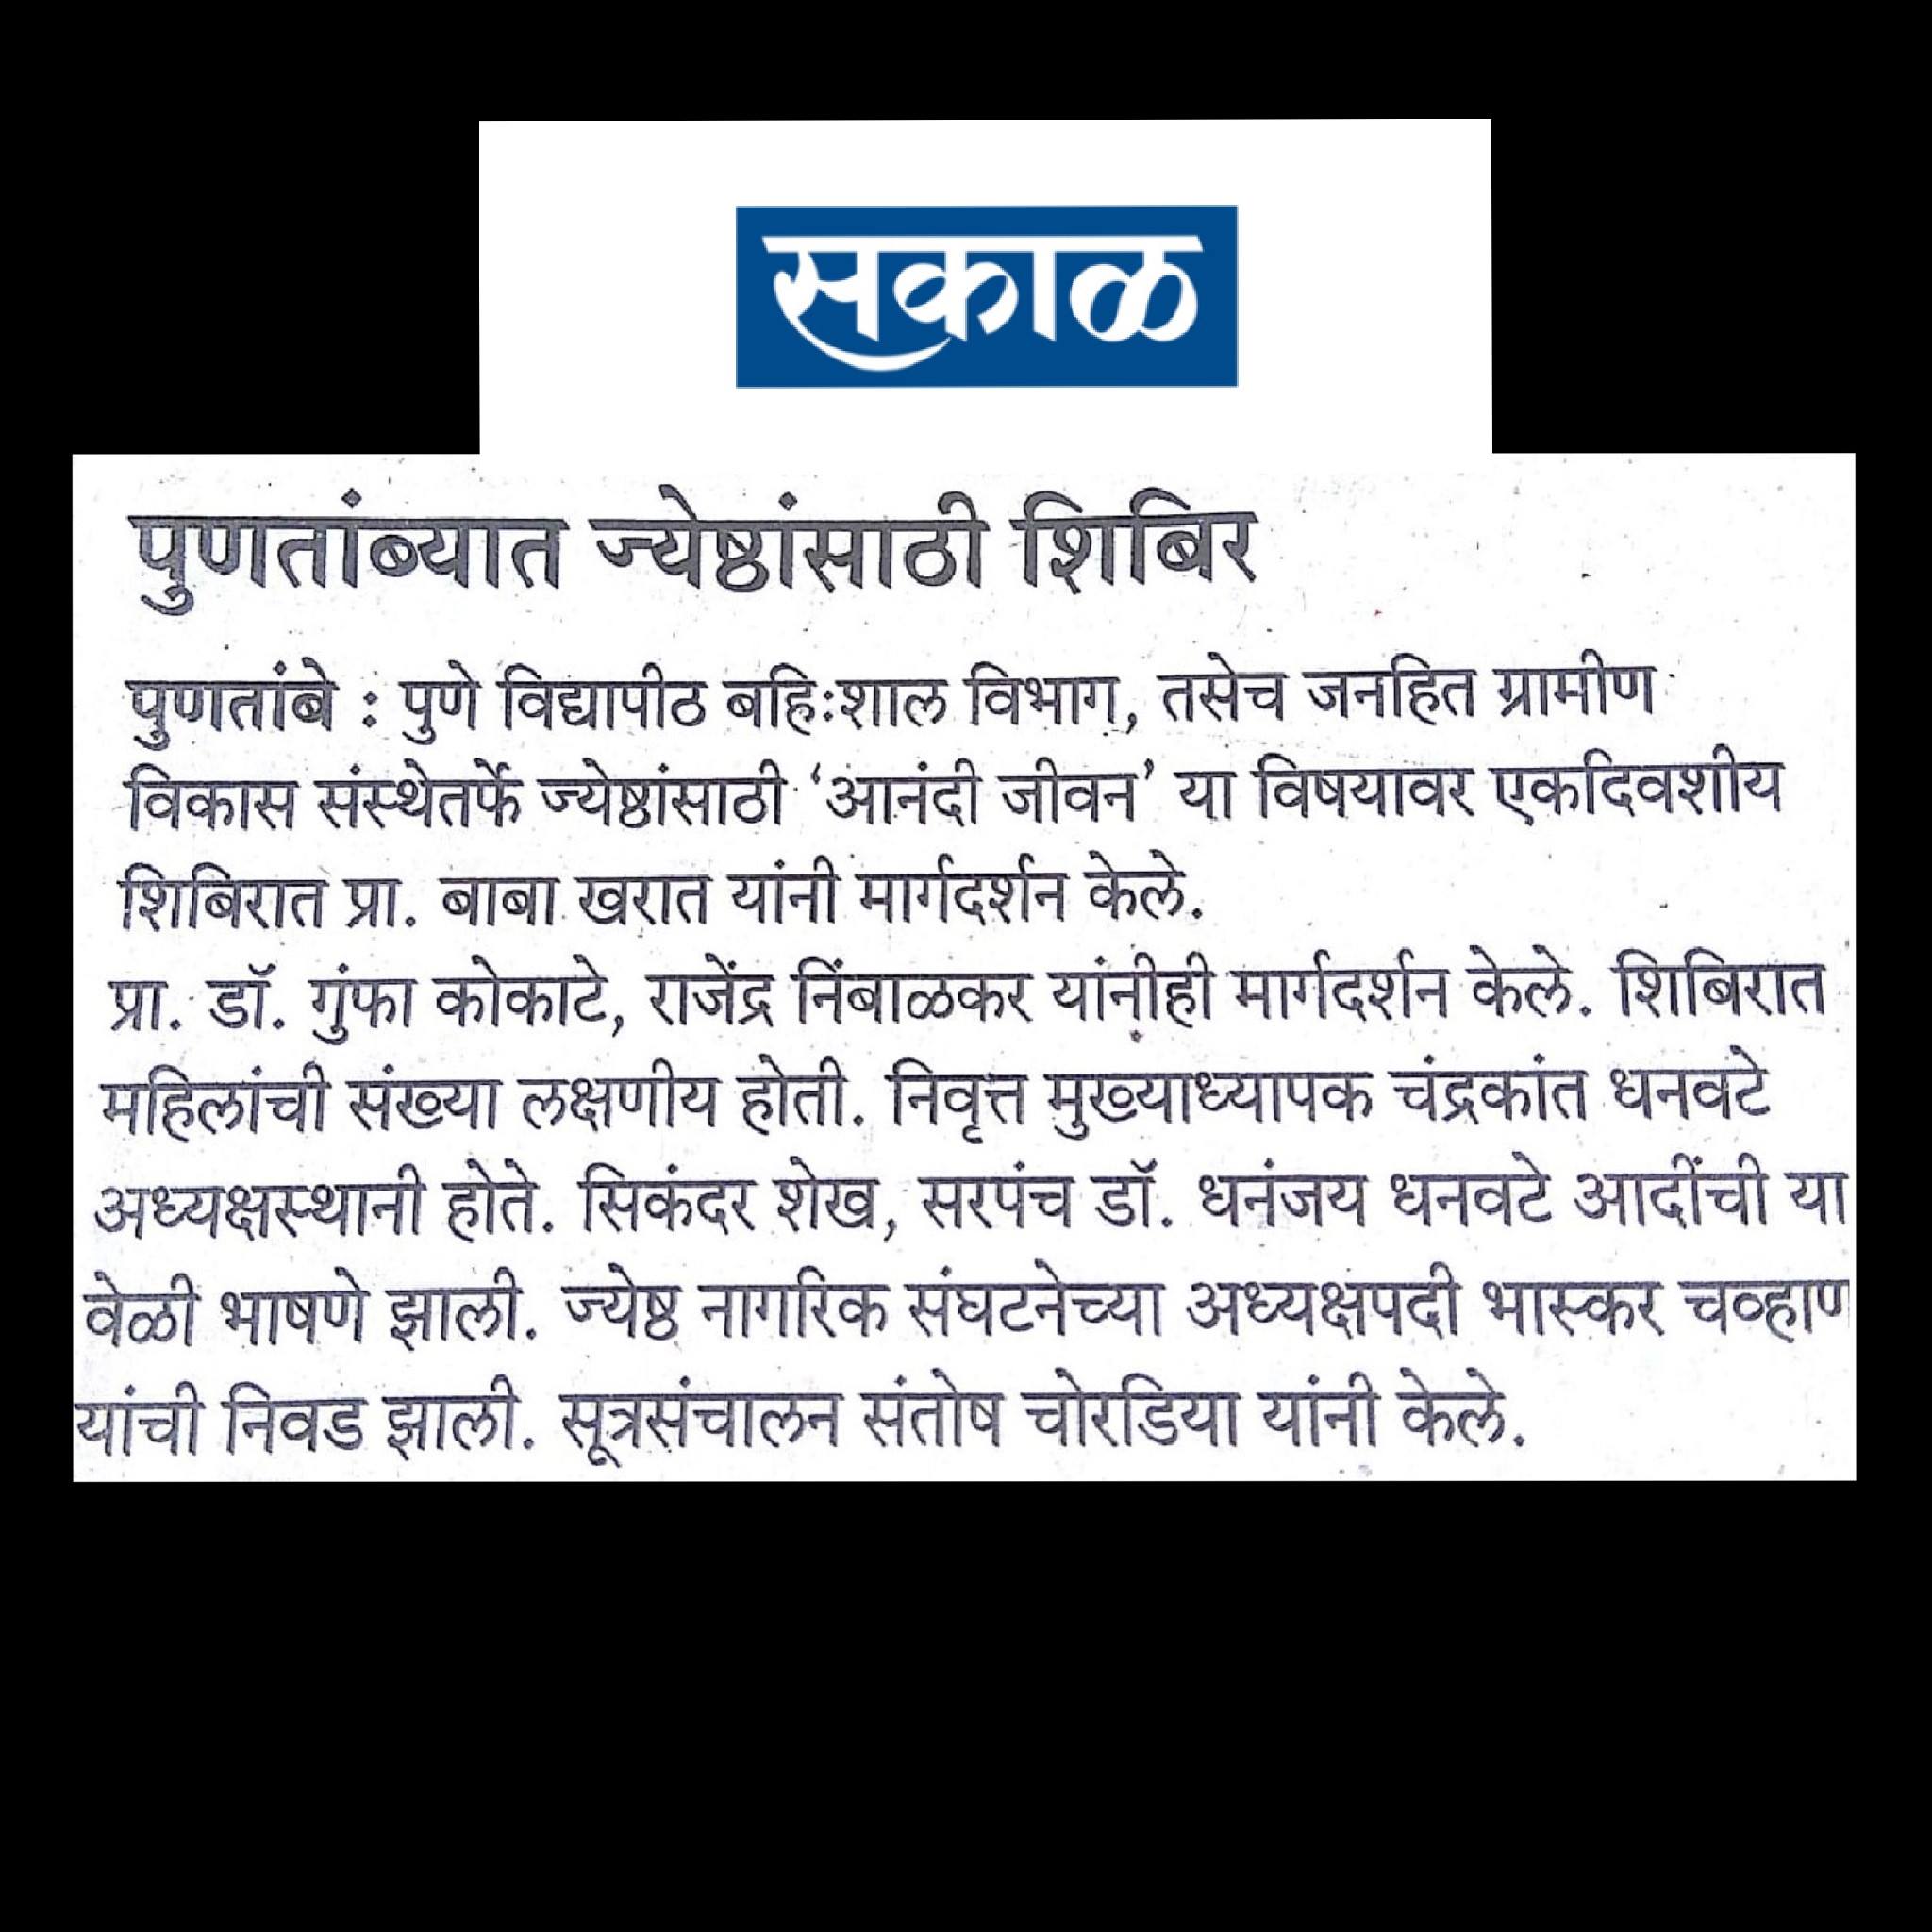 सकाळ
पुणतांब्यात ज्येष्ठांसाठी शिबिर
पुणतांबे : पुणे विद्यापीठ बहिःशाल विभाग, तसेच जनहित ग्रामीण
विकास संस्थेतर्फे ज्येष्ठांसाठी ‘आनंदी जीवन’ या विषयावर एकदिवशीय
शिबिरात प्रा. बाबा खरात यांनी मार्गदर्शन केले.
प्रा. डॉ. गुंफा कोकाटे, राजेंद्र निंबाळकर यांनीही मार्गदर्शन केले. शिबिरात
महिलांची संख्या लक्षणीय होती. निवृत्त मुख्याध्यापक चंद्रकांत धनवटे
अध्यक्षस्थानी होते. सिकंदर शेख, सरपंच डॉ. धनंजय धनवटे आदींची या
वेळी भाषणे झाली. ज्येष्ठ नागरिक संघटनेच्या अध्यक्षपदी भास्कर चव्हाण
यांची निवड झाली. सूत्रसंचालन संतोष चोरडिया यांनी केले.